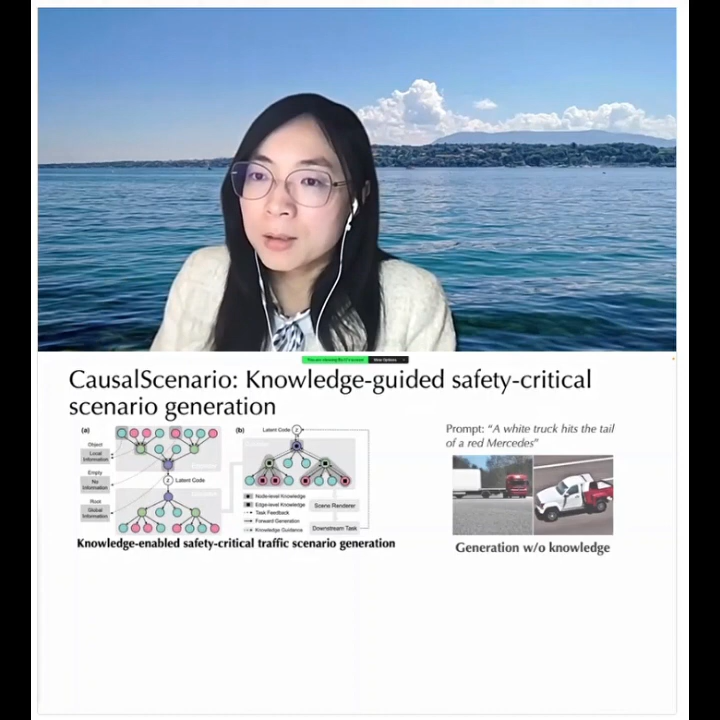 View Options
CausalScenario: Knowledge-guided safety-critical
scenario generation
(a)
(b)
Latent Code
Prompt: "A white truck hits the tail
of a red Mercedes"
Object
Local
Information
Empty
No
Information
Root
Global
Information
z Latent Code
Node-level Knowledge
Edge-level Knowledge
Task Feedback
Forward Generation
Knowledge Guidance
Scene Renderer
Downstream Task
Knowledge-enabled safety-critical traffic scenario generation
Generation w/o knowledge